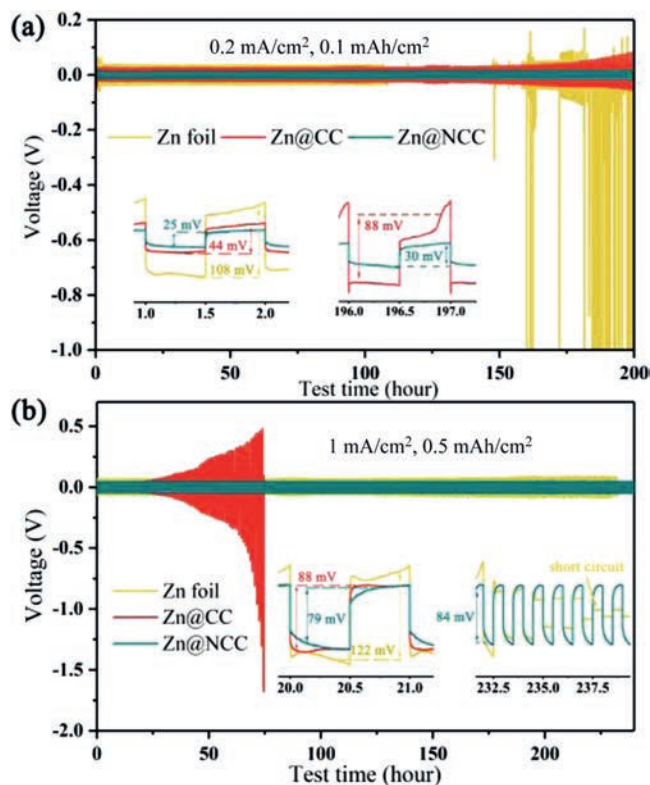 (a)
0.2 mA/cm², 0.1 mAh/cm²
0.0
-0.2
-0.4
-0.6
-0.8
-1.0
Voltage (V)
Zn foil
Zn@CC
Zn@NCC
25 mV
44 mV
108 mV
1.0
1.5
2.0
88 mV
30 mV
196.0
196.5
197.0
0
50
100
150
200
Test time (hour)
(b)
1 mA/cm², 0.5 mAh/cm²
0.5
0.0
-0.5
-1.0
-1.5
-2.0
Voltage (V)
Zn foil
Zn@CC
Zn@NCC
88 mV
79 mV
122 mV
20.0
20.5
21.0
short circuit
84 mV
232.5
235.0
237.5
0
50
100
150
200
Test time (hour)